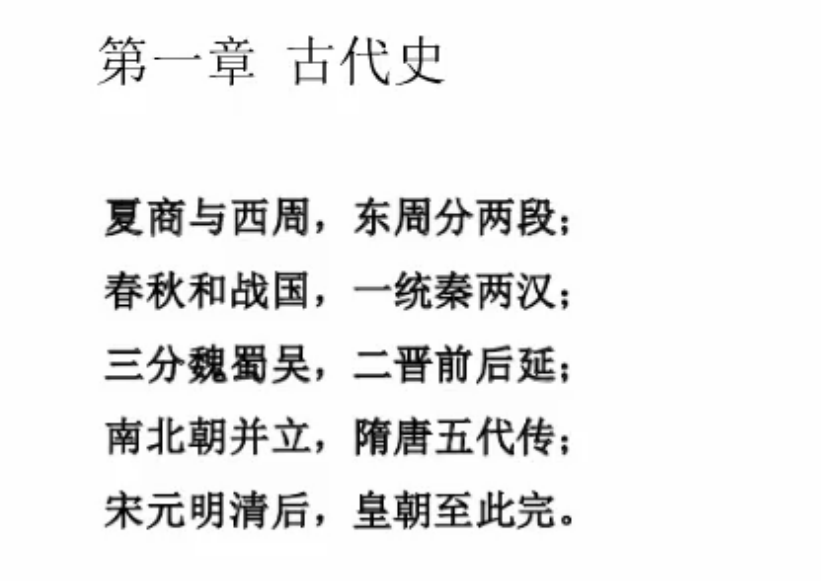 第一章 古代史
夏商与西周，东周分两段；
春秋和战国，一统秦两汉；
三分魏蜀吴，二晋前后延；
南北朝并立，隋唐五代传；
宋元明清后，皇朝至此完。